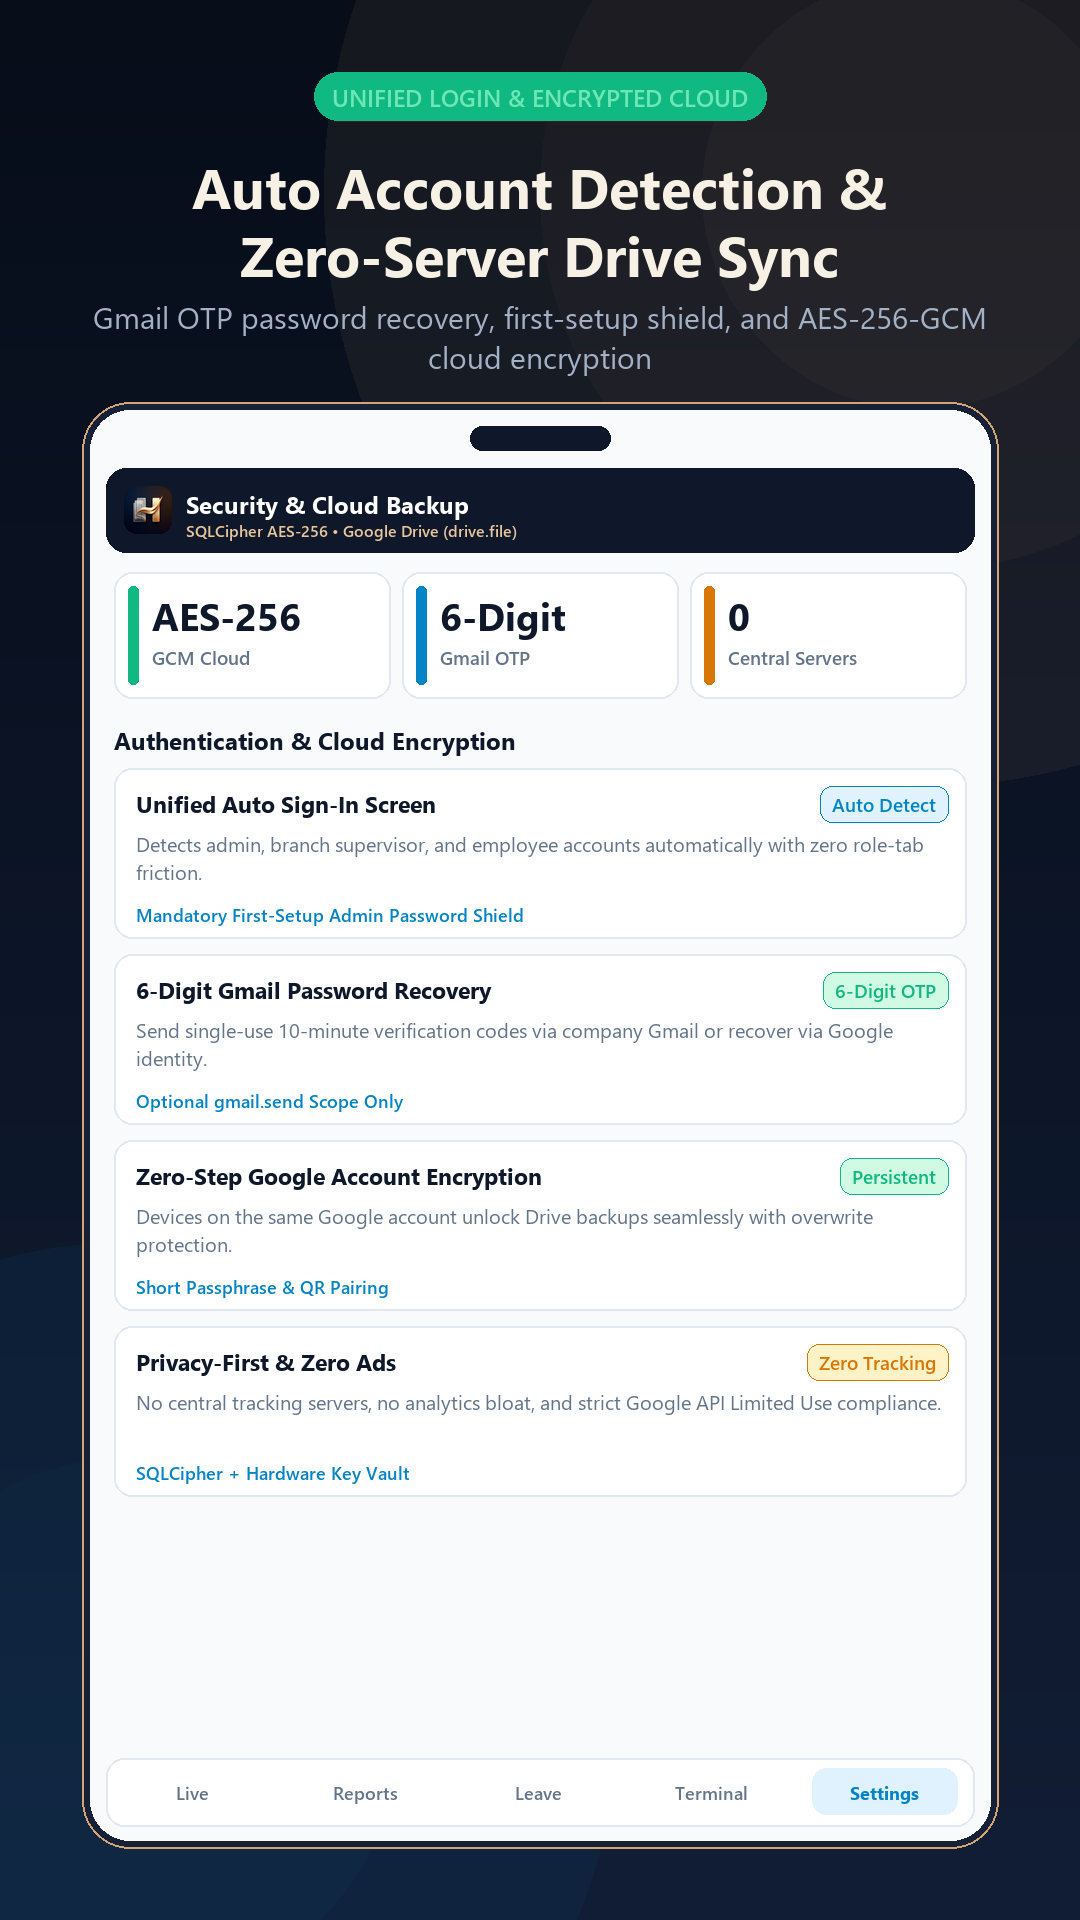 UNIFIED LOGIN & ENCRYPTED CLOUD
Auto Account Detection &
Zero-Server Drive Sync
Gmail OTP password recovery, first-setup shield, and AES-256-GCM
cloud encryption
Security & Cloud Backup
SQLCipher AES-256 • Google Drive (drive.file)
AES-256
GCM Cloud
6-Digit
Gmail OTP
0
Central Servers
Authentication & Cloud Encryption
Unified Auto Sign-In Screen
Auto Detect
Detects admin, branch supervisor, and employee accounts automatically with zero role-tab
friction.
Mandatory First-Setup Admin Password Shield
6-Digit Gmail Password Recovery
6-Digit OTP
Send single-use 10-minute verification codes via company Gmail or recover via Google
identity.
Optional gmail.send Scope Only
Zero-Step Google Account Encryption
Persistent
Devices on the same Google account unlock Drive backups seamlessly with overwrite
protection.
Short Passphrase & QR Pairing
Privacy-First & Zero Ads
Zero Tracking
No central tracking servers, no analytics bloat, and strict Google API Limited Use compliance.
SQLCipher + Hardware Key Vault
Live
Reports
Leave
Terminal
Settings